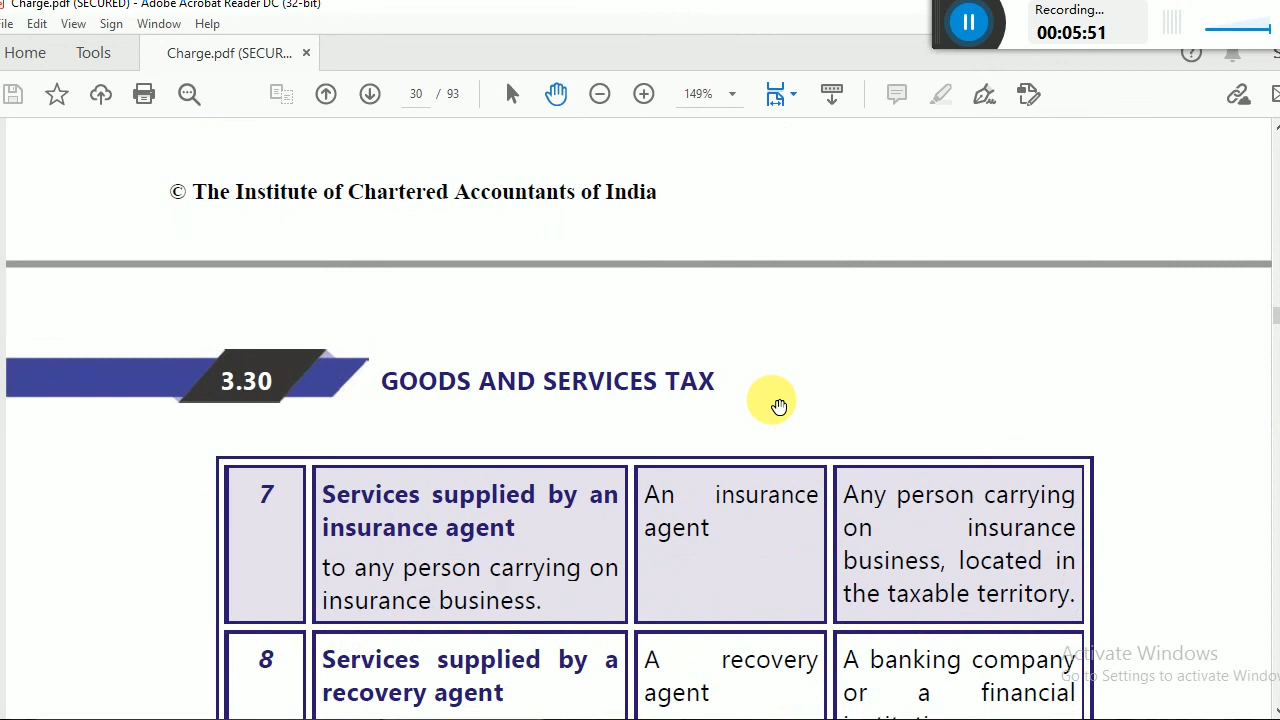 Charge.pdf (SECURED) - Adobe Acrobat Reader DC (32-bit)
File Edit View Sign Window Help
Recording...
00:05:51
Home Tools Charge.pdf (SECUR... ×
30 / 93 149%
© The Institute of Chartered Accountants of India
3.30 GOODS AND SERVICES TAX
7
Services supplied by an
insurance agent
to any person carrying on
insurance business.
An insurance
agent
Any person carrying
on insurance
business, located in
the taxable territory.
8
Services supplied by a
recovery agent
A recovery
agent
A banking company
or a financial
Activate Windows
Go to Settings to activate Windows